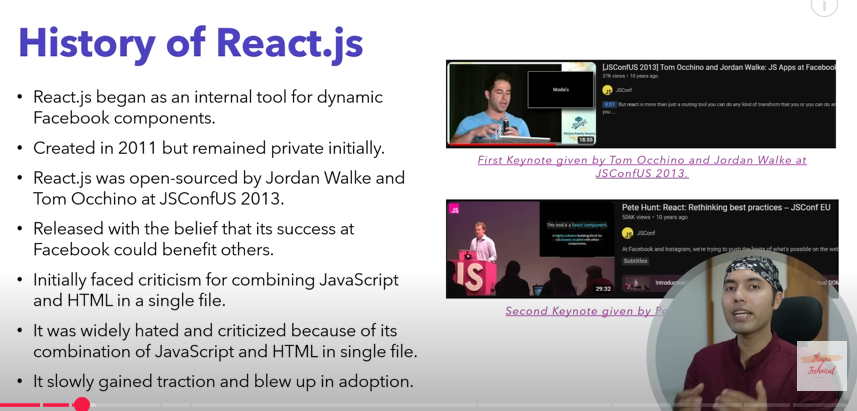 History of React.js
• React.js began as an internal tool for dynamic
Facebook components.
• Created in 2011 but remained private initially.
• React.js was open-sourced by Jordan Walke and
Tom Occhino at JSConfUS 2013.
• Released with the belief that its success at
Facebook could benefit others.
• Initially faced criticism for combining JavaScript
and HTML in a single file.
• It was widely hated and criticized because of its
combination of JavaScript and HTML in single file.
• It slowly gained traction and blew up in adoption.
Models
18:55
[JSConfUS 2013] Tom Occhino and Jordan Walke: JS Apps at Facebook
37K views • 10 years ago
JSConf
8:51 But react is more than just a routing tool you can do any kind of transform that you or you can do
you ...
First Keynote given by Tom Occhino and Jordan Walke at
JSConfUS 2013.
JS
This tool is a React component.
IS
29:32
Pete Hunt: React: Rethinking best practices – JSConf EU
506K views • 10 years ago
JSConf
At Facebook and Instagram, we're trying to push the limits of what's possible on the
Subtitles
Second Keynote given by
Thapa
Technical